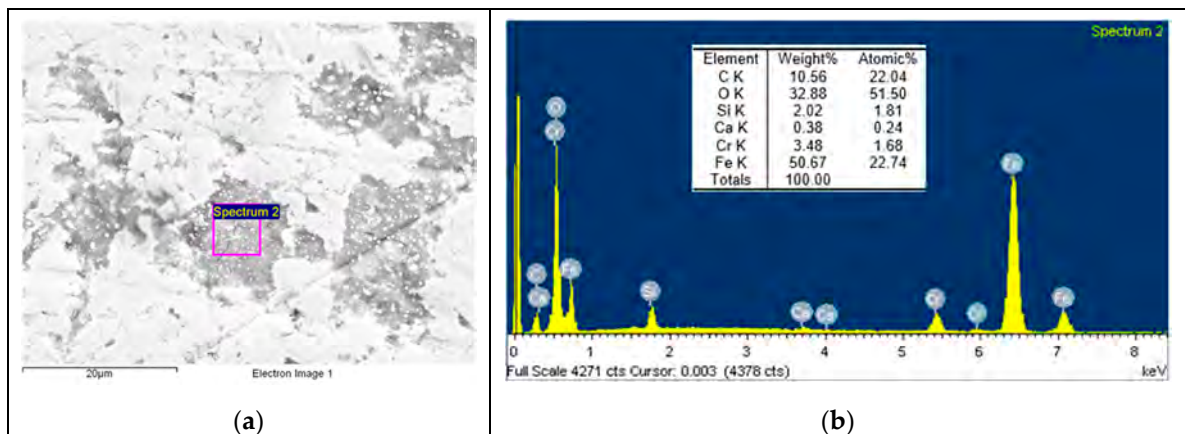 Spectrum 2
20µm
Electron Image 1
(a)
Spectrum 2
Element Weight% Atomic%
C K 10.56 22.04
O K 32.88 51.50
Si K 2.02 1.81
Ca K 0.38 0.24
Cr K 3.48 1.68
Fe K 50.67 22.74
Totals 100.00
0 1 2 3 4 5 6 7 8
Full Scale 4271 cts Cursor: 0.003 (4378 cts) keV
(b)